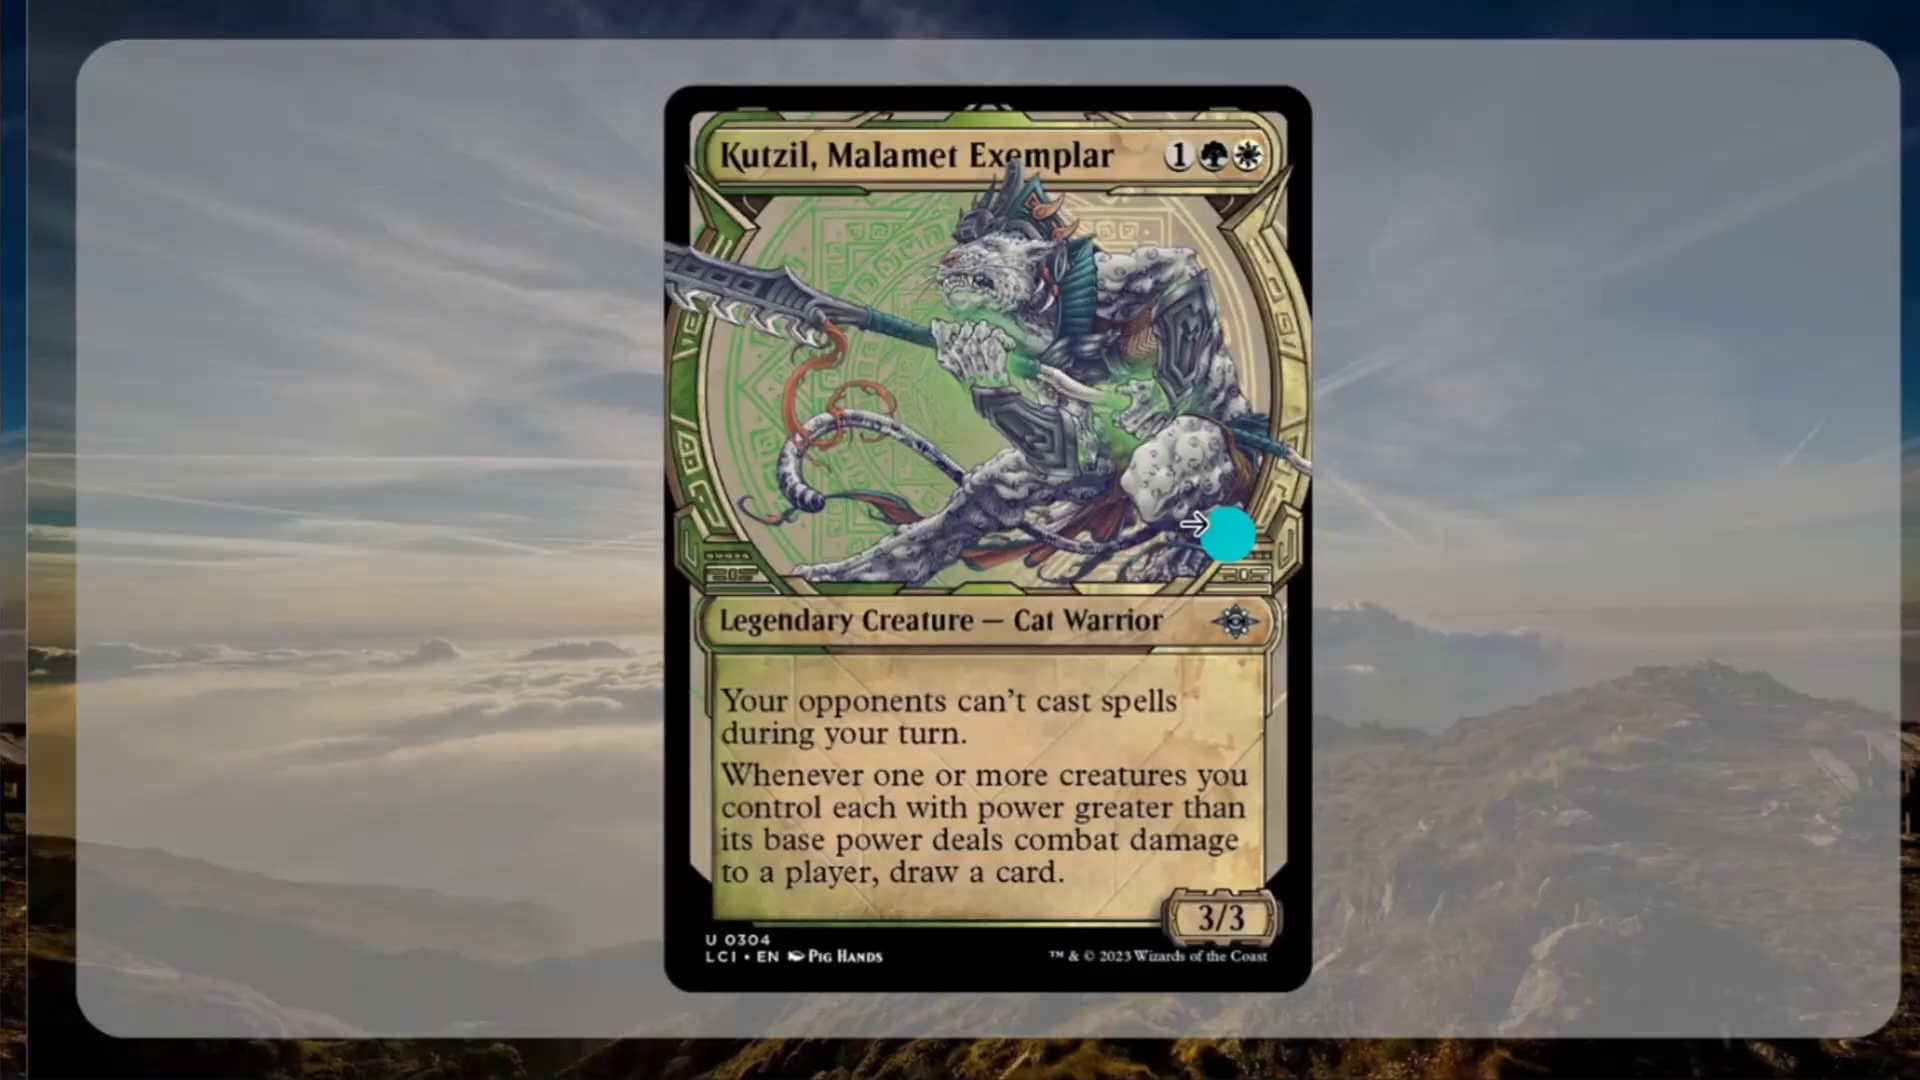 Kutzil, Malamet Exemplar 1
Legendary Creature — Cat Warrior
Your opponents can't cast spells
during your turn.
Whenever one or more creatures you
control each with power greater than
its base power deals combat damage
to a player, draw a card.
3/3
U 0304
LCI • EN Pig Hands
™ & © 2023 Wizards of the Coast